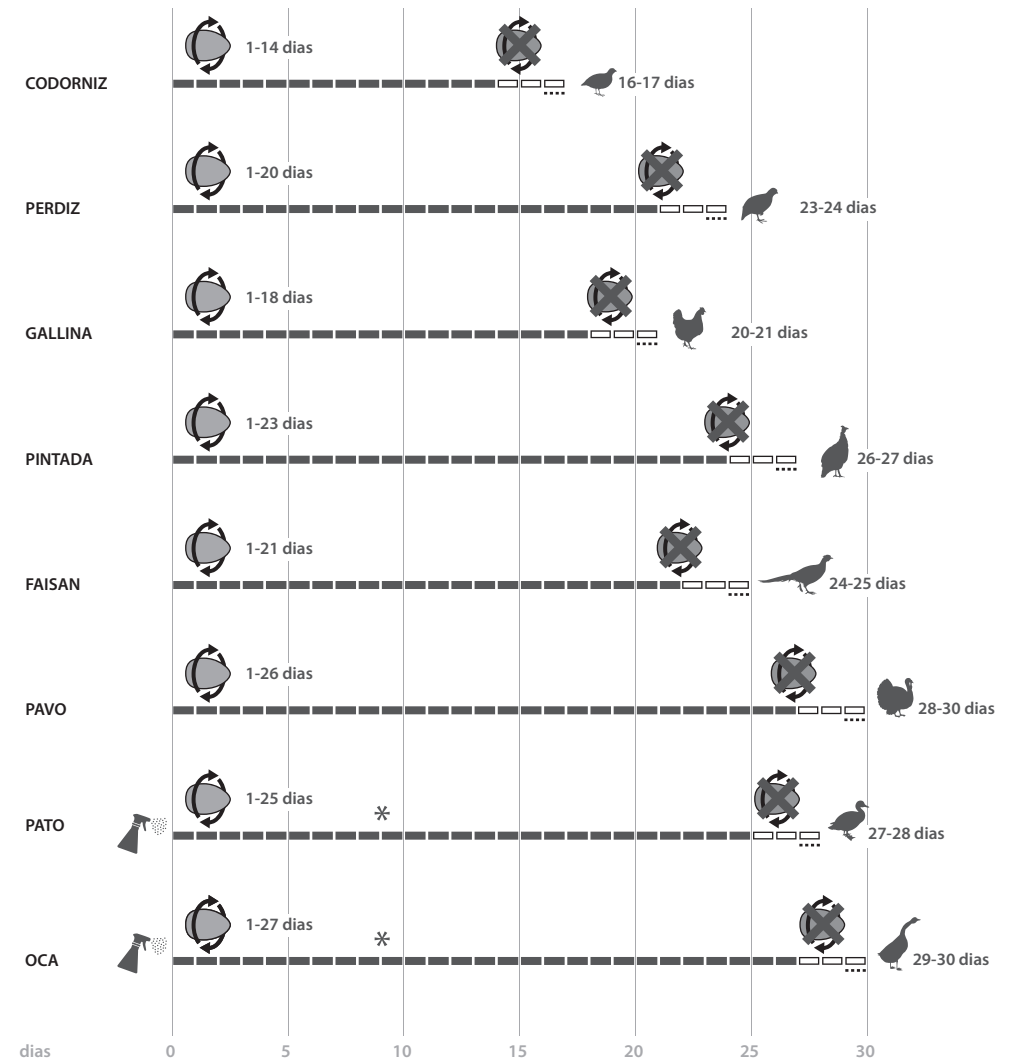 1-14 dias
CODORNIZ 16-17 dias
1-20 dias
PERDIZ 23-24 dias
1-18 dias
GALLINA 20-21 dias
1-23 dias
PINTADA 26-27 dias
1-21 dias
FAISAN 24-25 dias
1-26 dias
PAVO 28-30 dias
1-25 dias *
PATO 27-28 dias
1-27 dias *
OCA 29-30 dias
dias 0 5 10 15 20 25 30